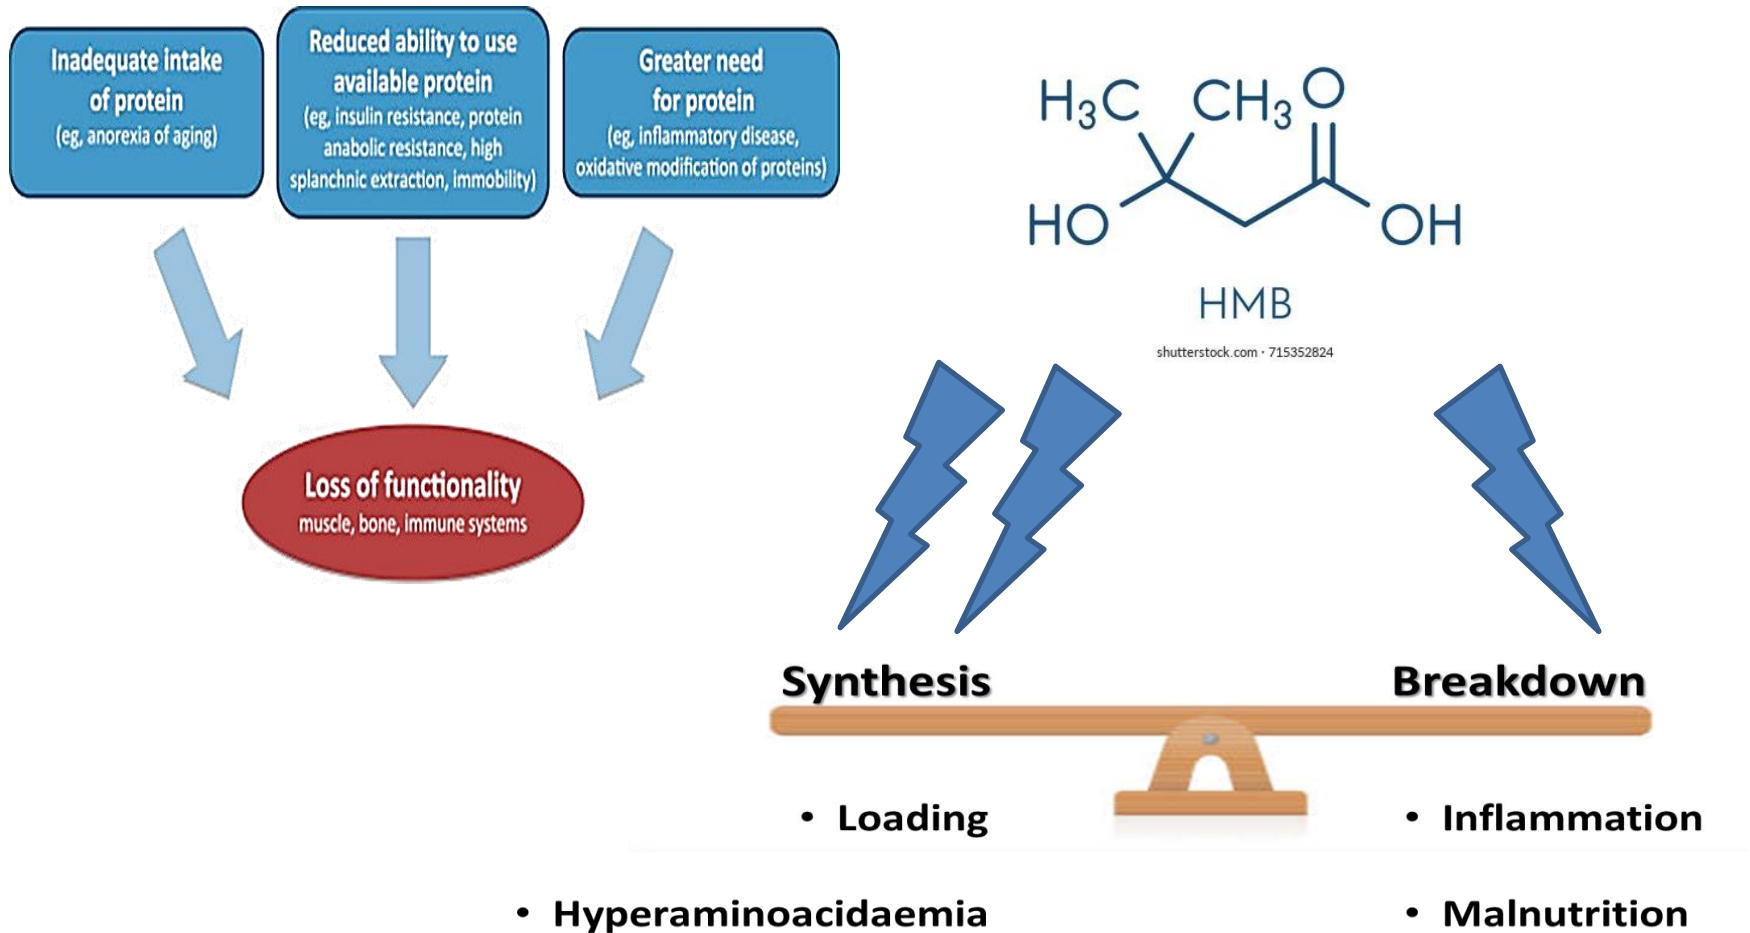 Inadequate intake
of protein
(eg, anorexia of aging)
Reduced ability to use
available protein
(eg, insulin resistance, protein
anabolic resistance, high
splanchnic extraction, immobility)
Greater need
for protein
(eg, inflammatory disease,
oxidative modification of proteins)
Loss of functionality
muscle, bone, immune systems
H₃C CH₃ O
HO OH
HMB
shutterstock.com · 715352824
Synthesis Breakdown
• Loading • Inflammation
• Hyperaminoacidaemia • Malnutrition